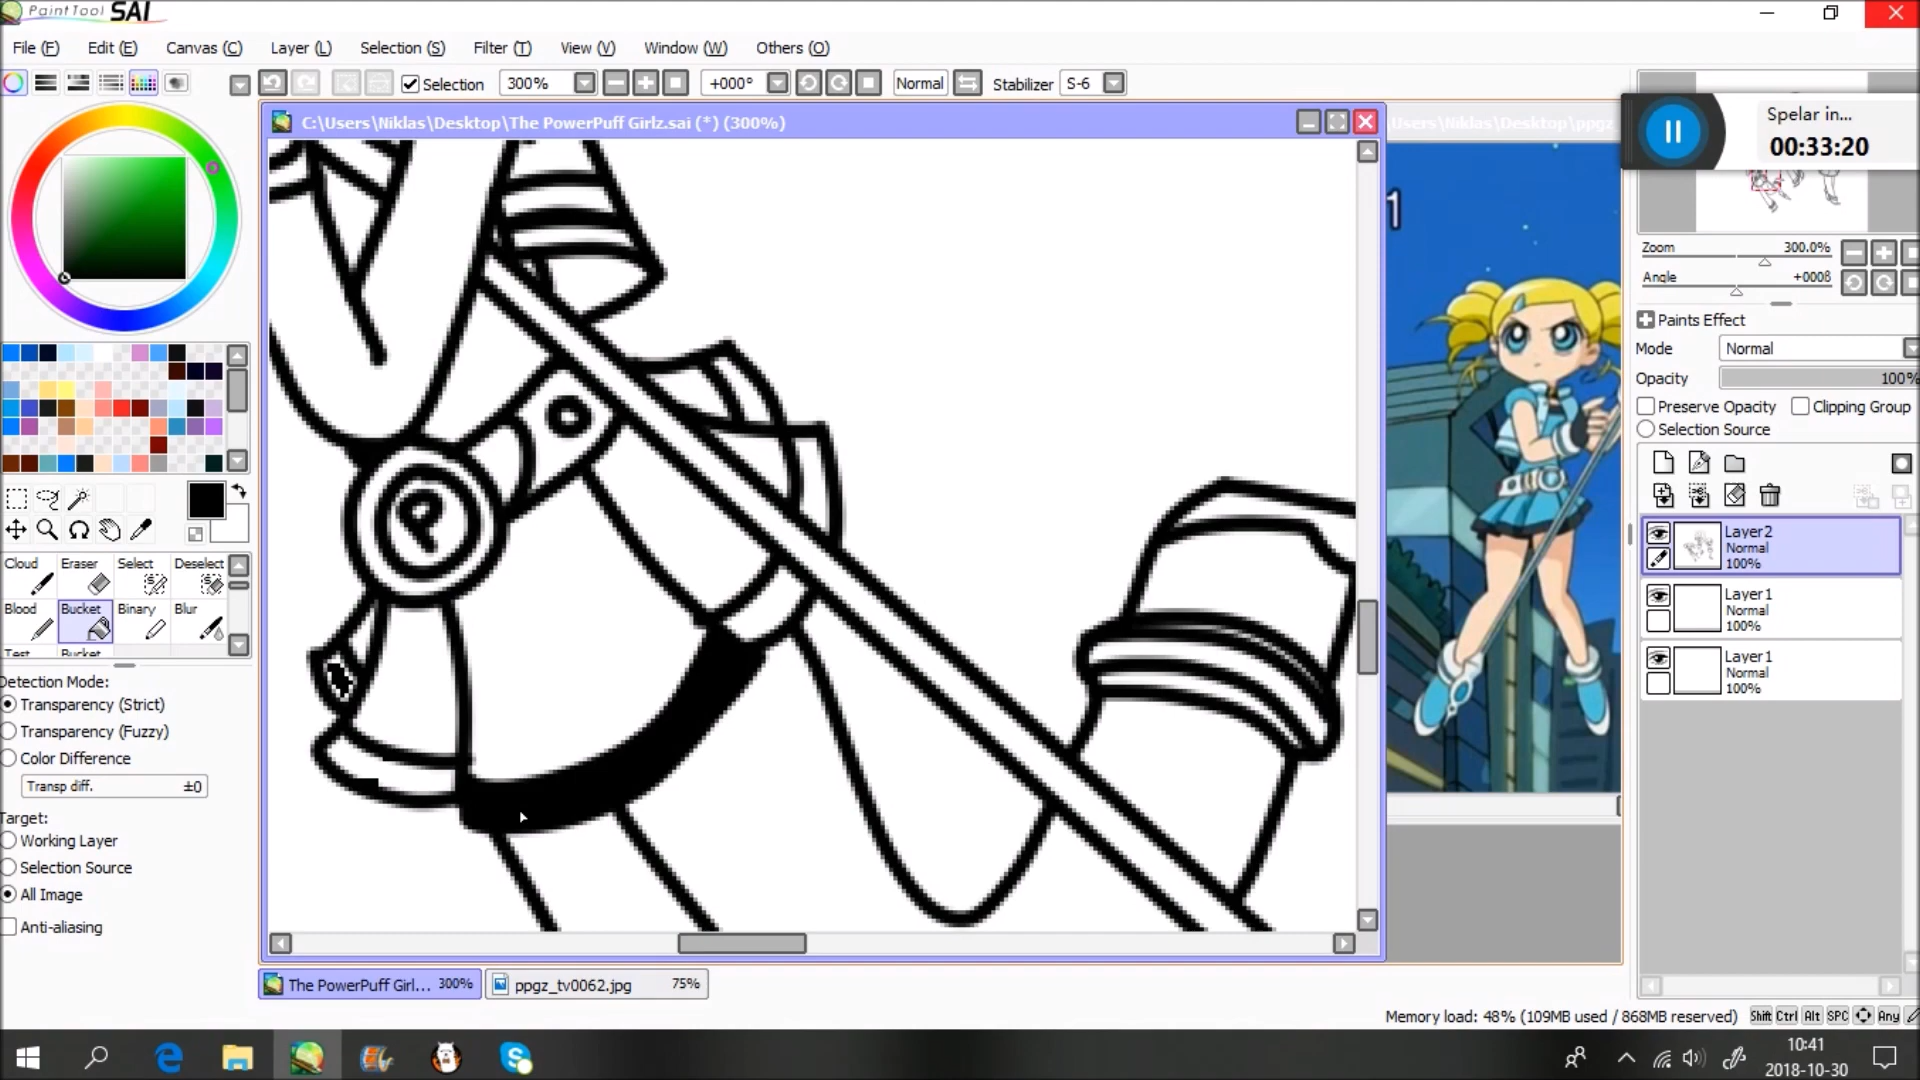 PaintTool SAI
File (F) Edit (E) Canvas (C) Layer (L) Selection (S) Filter (T) View (V) Window (W) Others (O)
Selection 300% +000° Normal Stabilizer S-6
C:\Users\Niklas\Desktop\The PowerPuff Girlz.sai (*) (300%)
Users\Niklas\Desktop\ppgz
Spelar in...
00:33:20
1
P
Zoom 300.0%
Angle +000ß
Paints Effect
Mode Normal
Opacity 100%
Preserve Opacity Clipping Group
Selection Source
Layer2
Normal
100%
Layer1
Normal
100%
Layer1
Normal
100%
Cloud Eraser Select Deselect
Blood Bucket Binary Blur
Test Bucket
Detection Mode:
Transparency (Strict)
Transparency (Fuzzy)
Color Difference
Transp diff. ±0
Target:
Working Layer
Selection Source
All Image
Anti-aliasing
The PowerPuff Girl... 300% ppgz_tv0062.jpg 75%
Memory load: 48% (109MB used / 868MB reserved) Shift Ctrl Alt SPC Any
10:41
2018-10-30